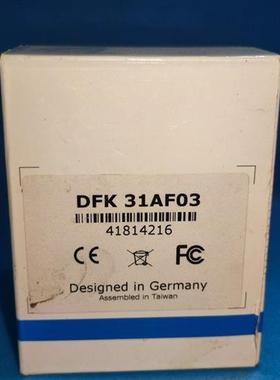 DFK 31AF03
41814216
CE FC
Designed in Germany
Assembled in Taiwan